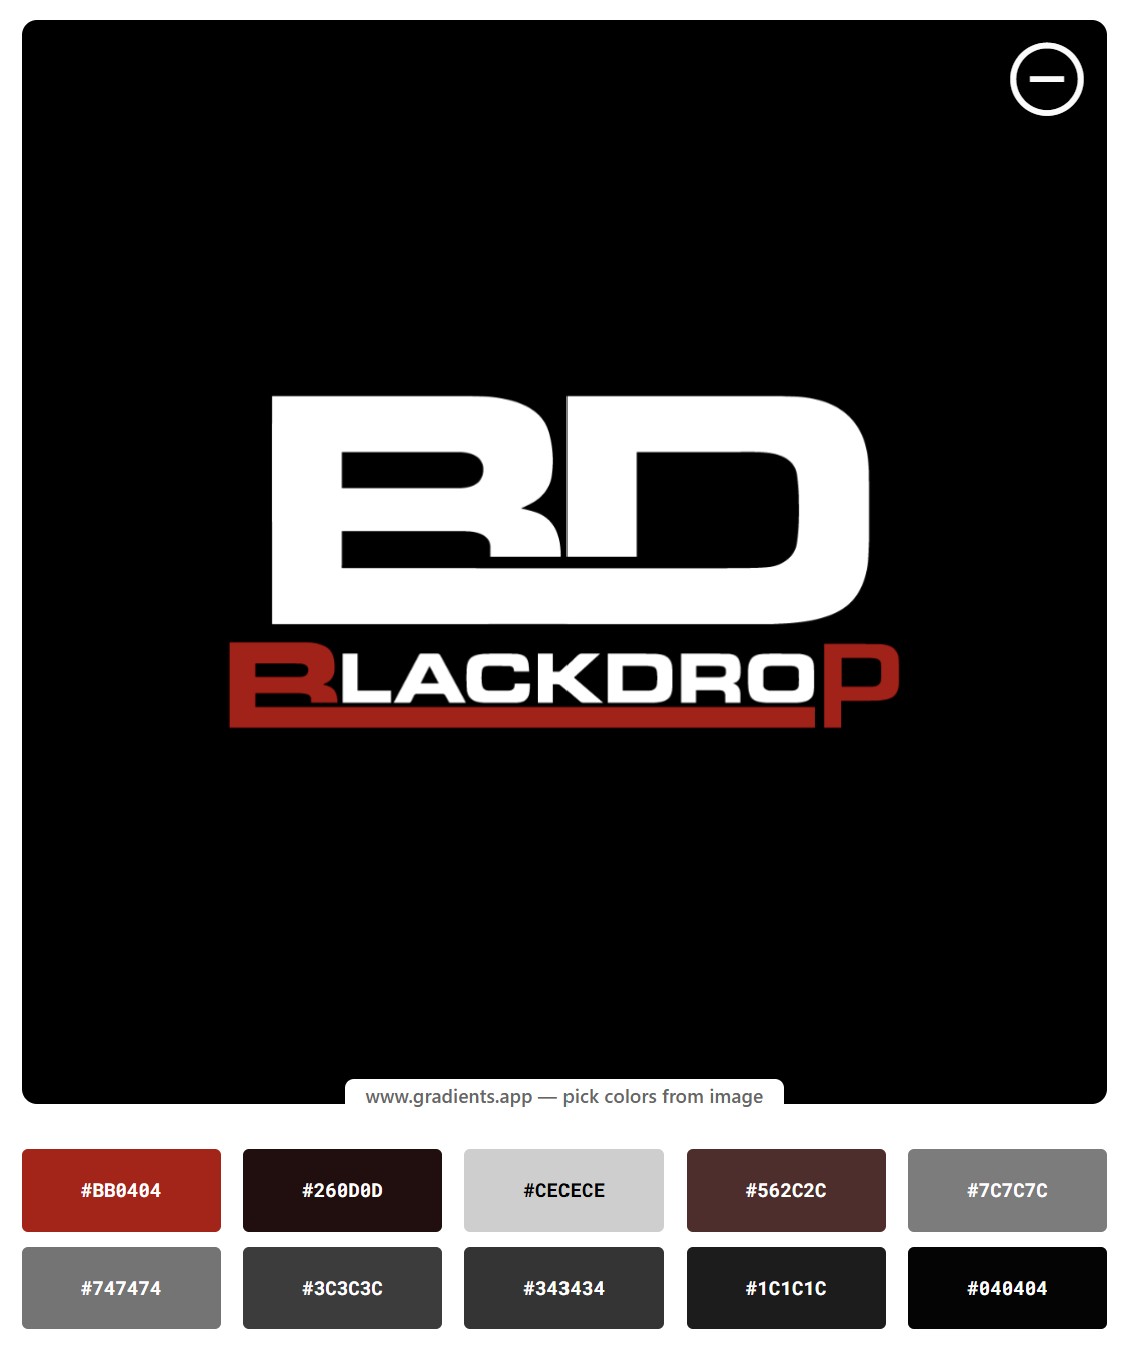 BD
BLACKDROP
www.gradients.app — pick colors from image
#BB0404 #260D0D #CECECE #562C2C #7C7C7C
#747474 #3C3C3C #343434 #1C1C1C #040404